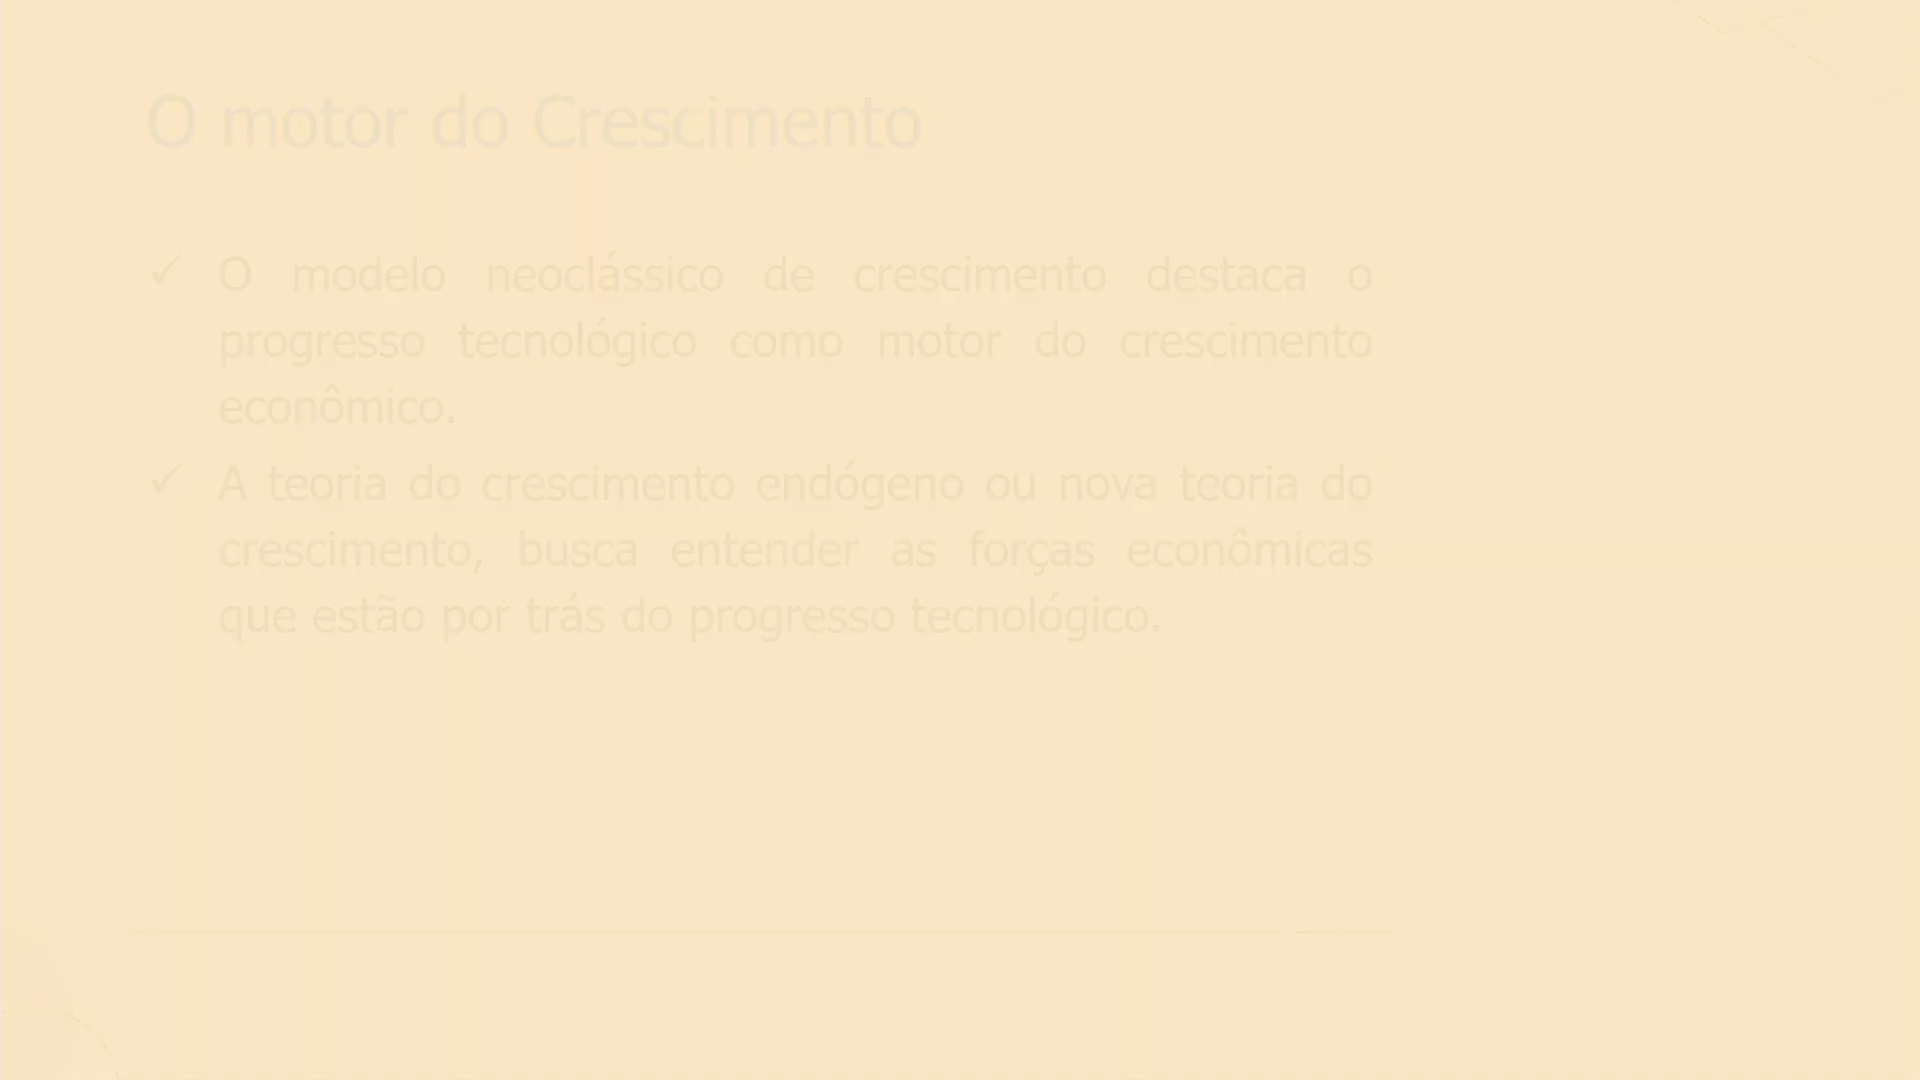 O motor do Crescimento
✓ O modelo neoclássico de crescimento destaca o
progresso tecnológico como motor do crescimento
econômico.
✓ A teoria do crescimento endógeno ou nova teoria do
crescimento, busca entender as forças econômicas
que estão por trás do progresso tecnológico.